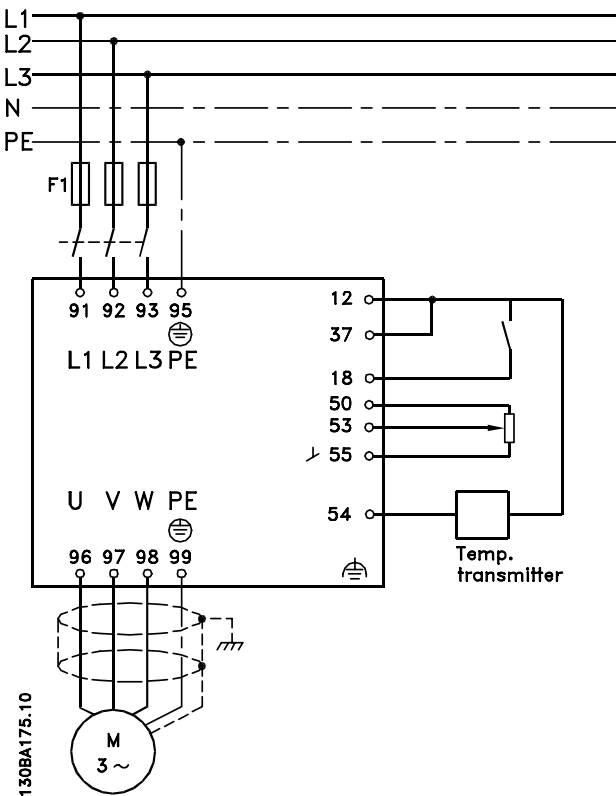 L1
L2
L3
N
PE
F1
91 92 93 95
L1 L2 L3 PE
12
37
18
50
53
55
54
U V W PE
96 97 98 99
Temp.
transmitter
M
3 ~
130BA175.10